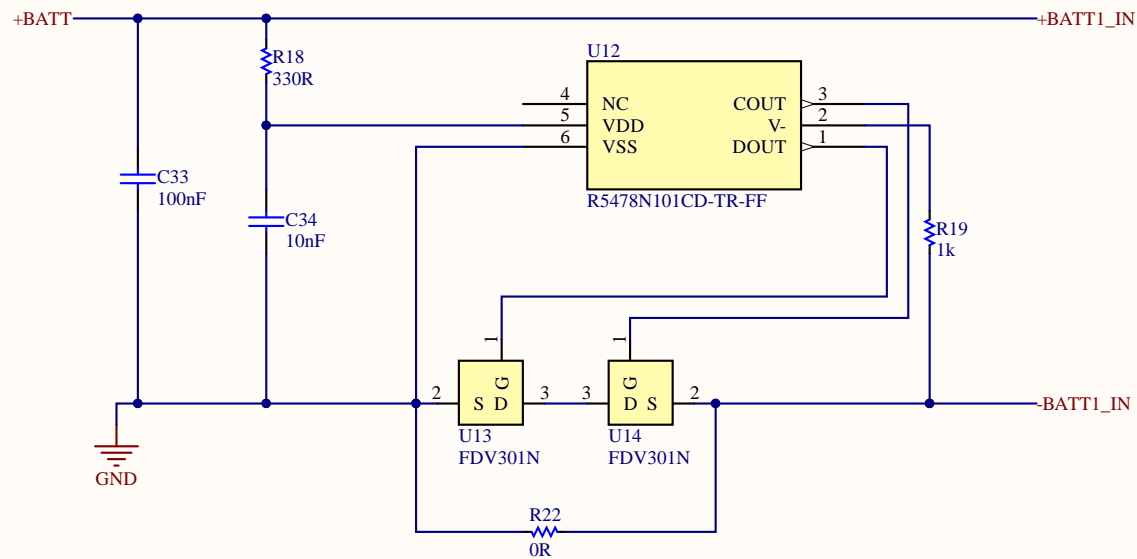 +BATT
+BATT1_IN
R18
330R
U12
4
NC
COUT
3
5
VDD
V-
2
6
VSS
DOUT
1
R5478N101CD-TR-FF
C33
100nF
C34
10nF
R19
1k
1
1
G
G
2
S
D
3
3
D
S
2
-BATT1_IN
U13
FDV301N
U14
FDV301N
GND
R22
0R